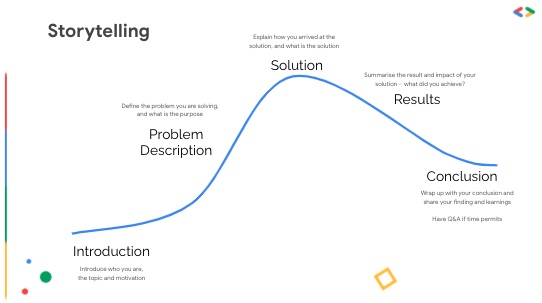 Storytelling
Explain how you arrived at the
solution, and what is the solution
Solution
Summarise the result and impact of your
solution - what did you achieve?
Results
Define the problem you are solving,
and what is the purpose
Problem
Description
Conclusion
Wrap up with your conclusion and
share your finding and learnings
Have Q&A if time permits
Introduction
Introduce who you are,
the topic and motivation